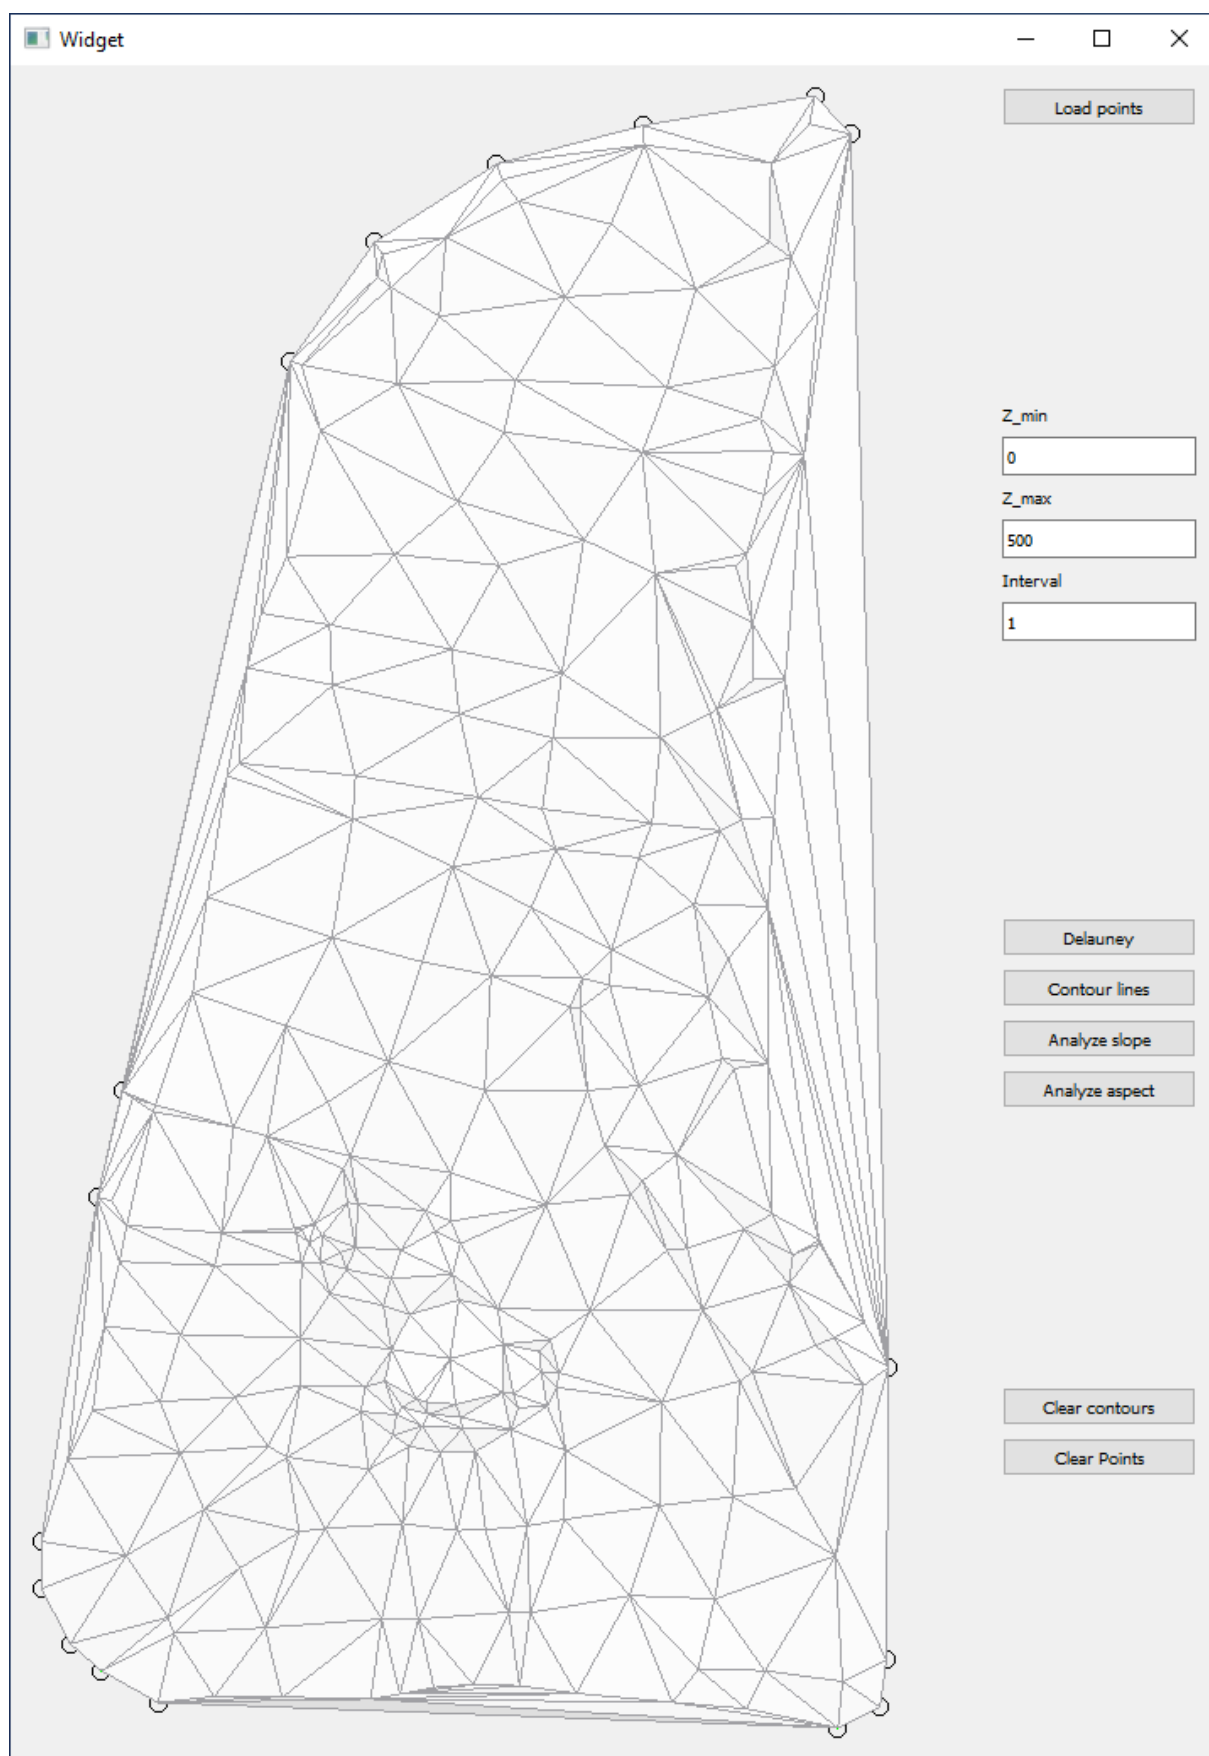 Widget
Load points
Z_min
0
Z_max
500
Interval
1
Delauney
Contour lines
Analyze slope
Analyze aspect
Clear contours
Clear Points